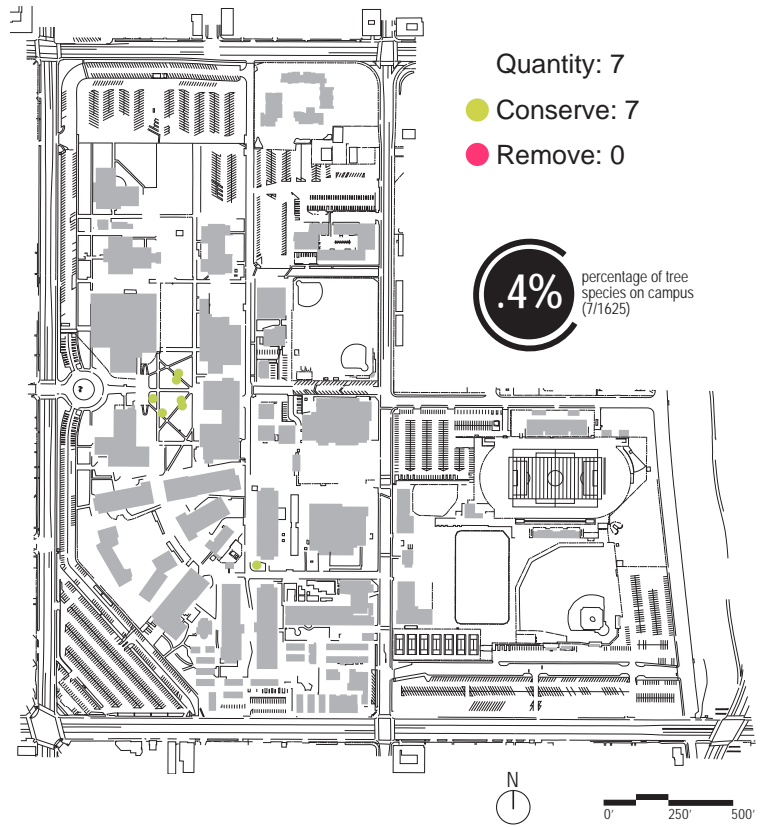 Quantity: 7
Conserve: 7
Remove: 0
.4%
percentage of tree
species on campus
(7/1625)
N
0' 250' 500'